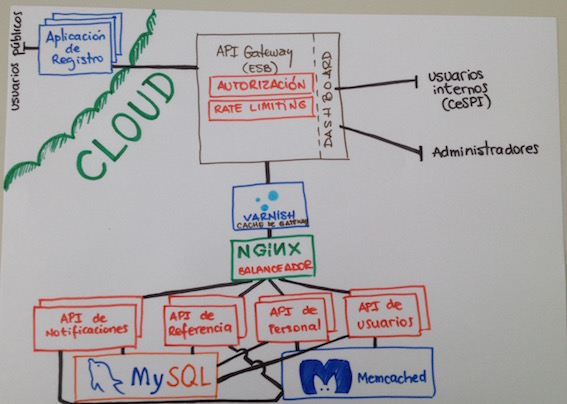 usuarios públicos
Aplicación
de
Registro
CLOUD
API Gateway
(ESB)
AUTORIZACIÓN
RATE LIMITING
DASHBOARD
usuarios
internos
(CeSPI)
Administradores
VARNISH
CACHE DE GATEWAY
NGiNX
BALANCEADOR
API de
Notificaciones
API de
Referencia
API de
Personal
API de
usuarios
MySQL
Memcached